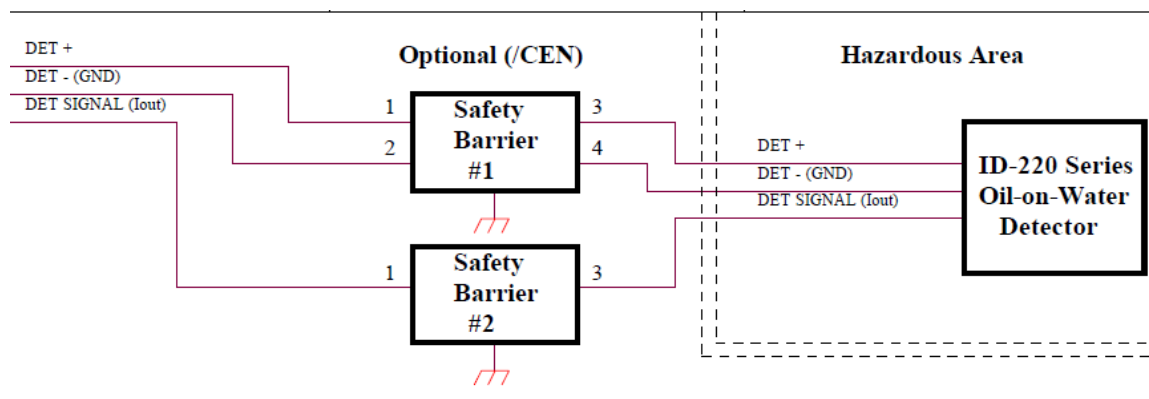 DET +
DET - (GND)
DET SIGNAL (Iout)
Optional (/CEN)
1
2
Safety
Barrier
#1
3
4
1
Safety
Barrier
#2
3
Hazardous Area
DET +
DET - (GND)
DET SIGNAL (Iout)
ID-220 Series
Oil-on-Water
Detector